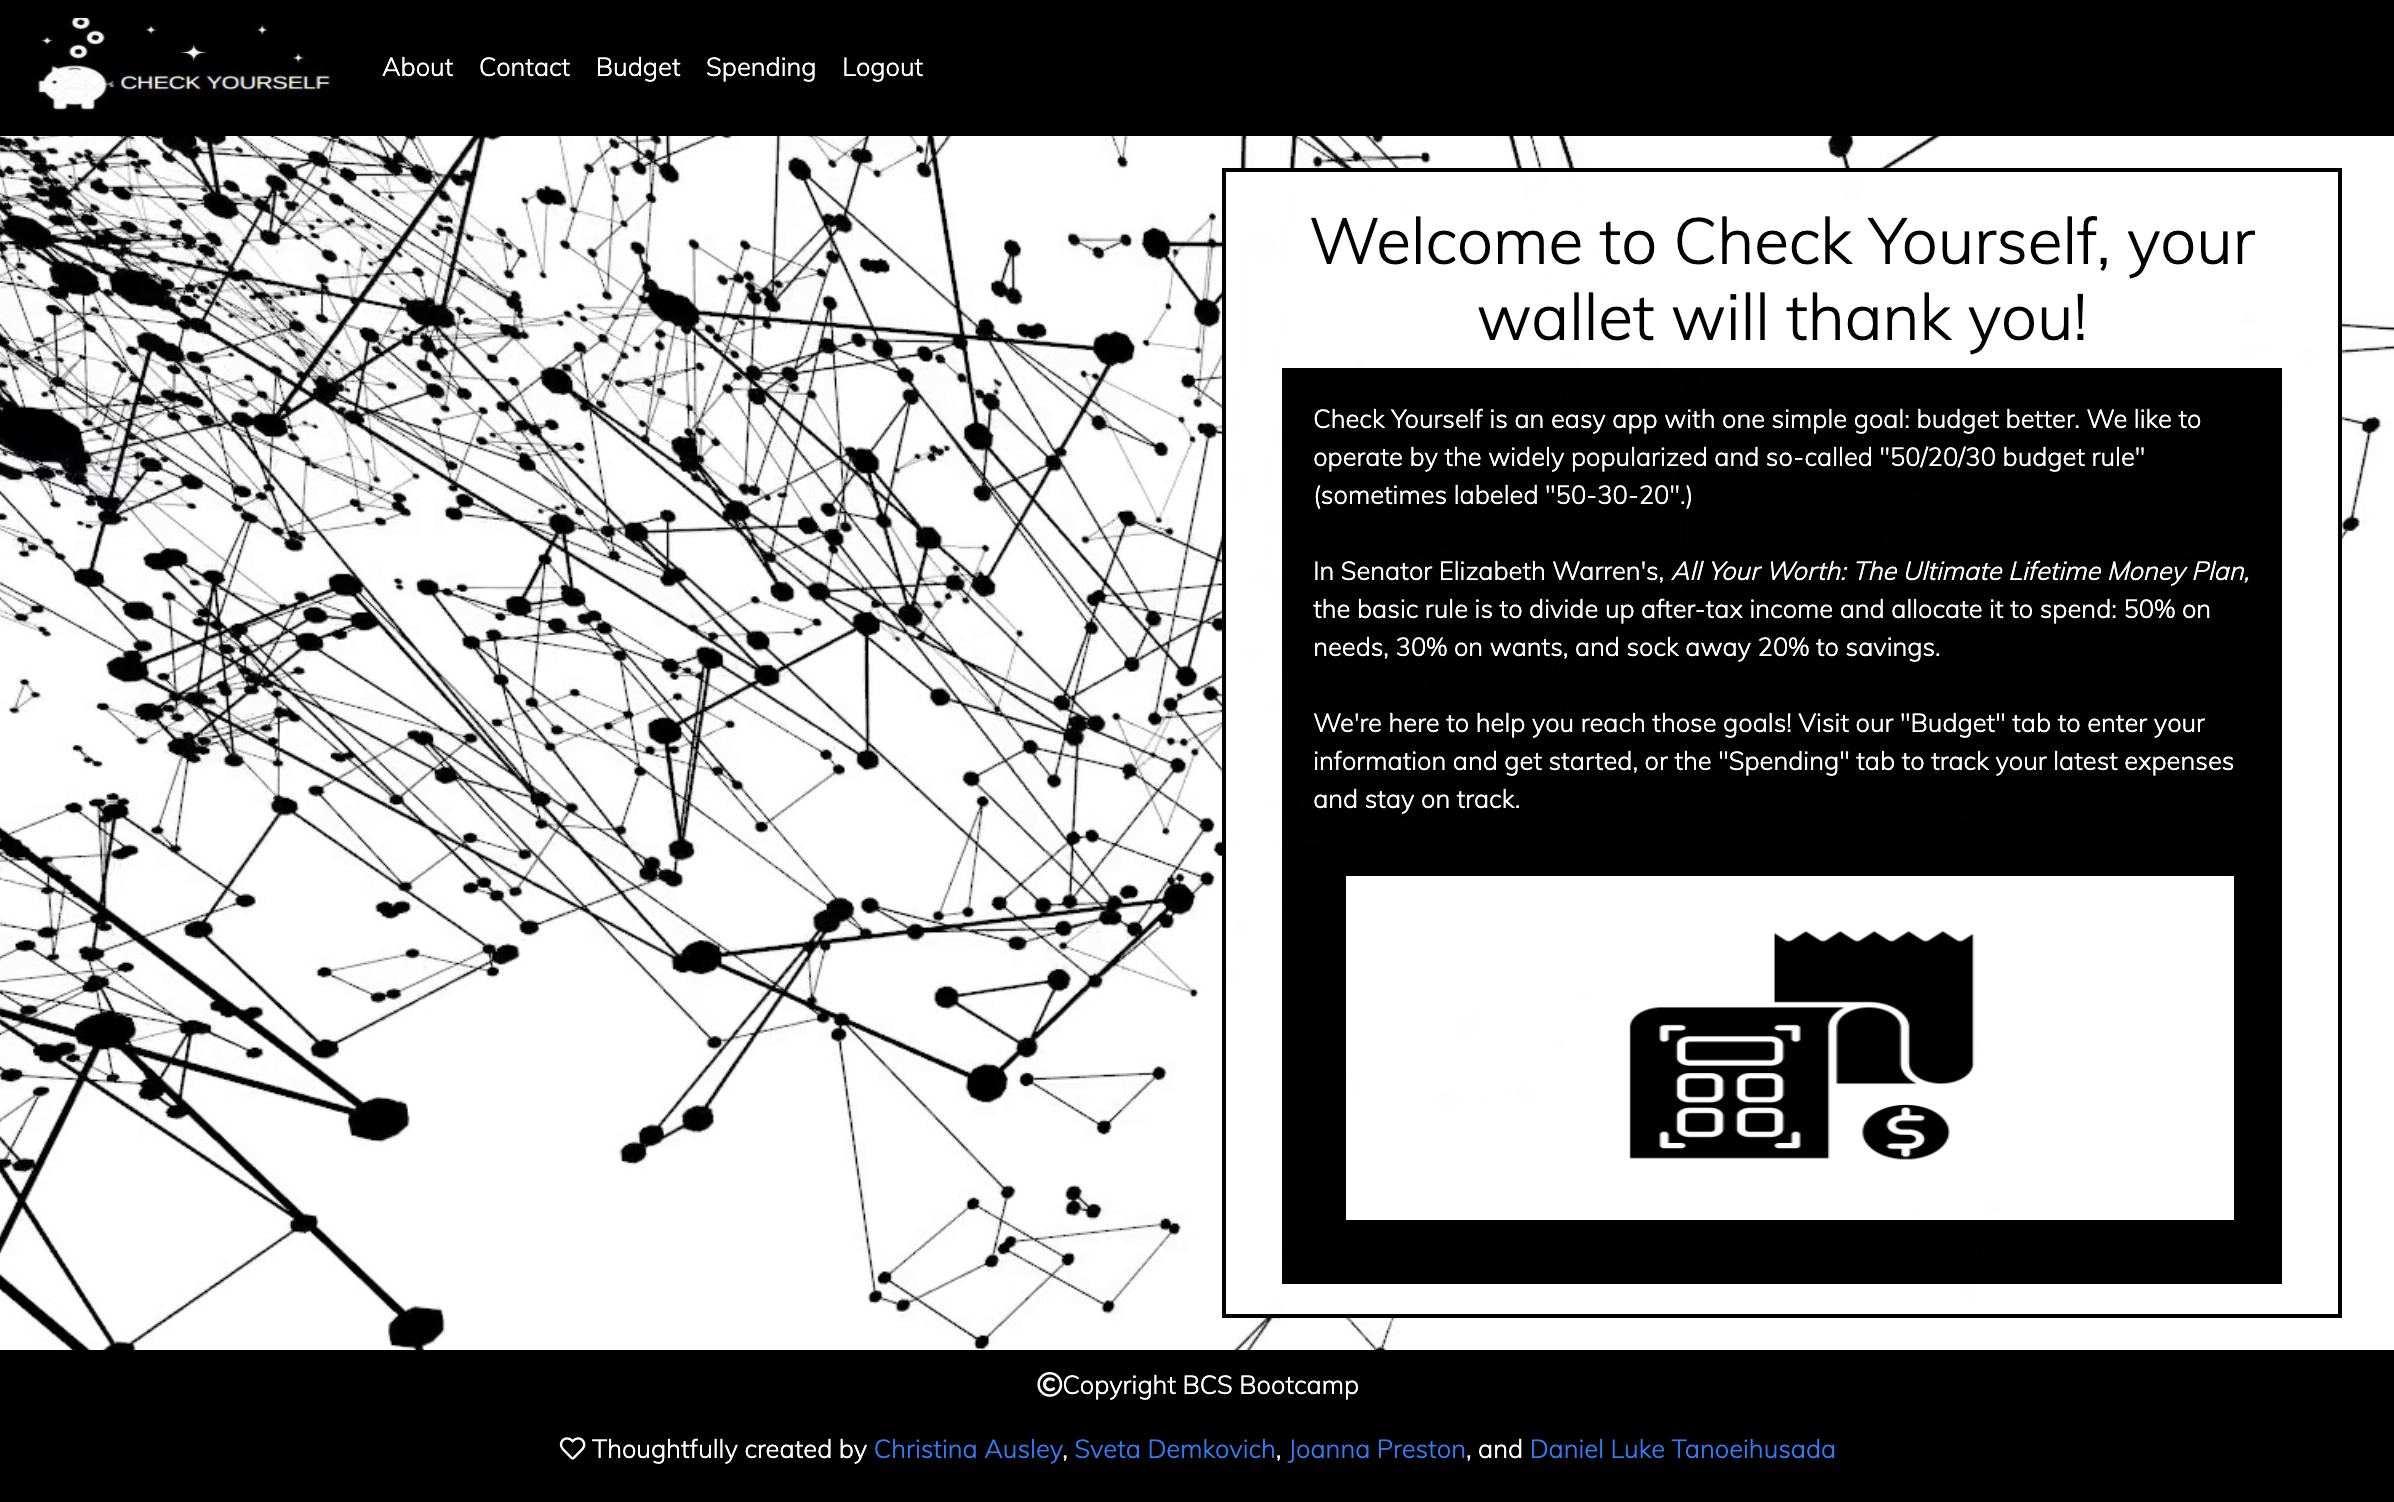 CHECK YOURSELF
About Contact Budget Spending Logout
Welcome to Check Yourself, your
wallet will thank you!
Check Yourself is an easy app with one simple goal: budget better. We like to
operate by the widely popularized and so-called "50/20/30 budget rule"
(sometimes labeled "50-30-20".)
In Senator Elizabeth Warren's, All Your Worth: The Ultimate Lifetime Money Plan,
the basic rule is to divide up after-tax income and allocate it to spend: 50% on
needs, 30% on wants, and sock away 20% to savings.
We're here to help you reach those goals! Visit our "Budget" tab to enter your
information and get started, or the "Spending" tab to track your latest expenses
and stay on track.
$
©Copyright BCS Bootcamp
♡ Thoughtfully created by Christina Ausley, Sveta Demkovich, Joanna Preston, and Daniel Luke Tanoeihusada